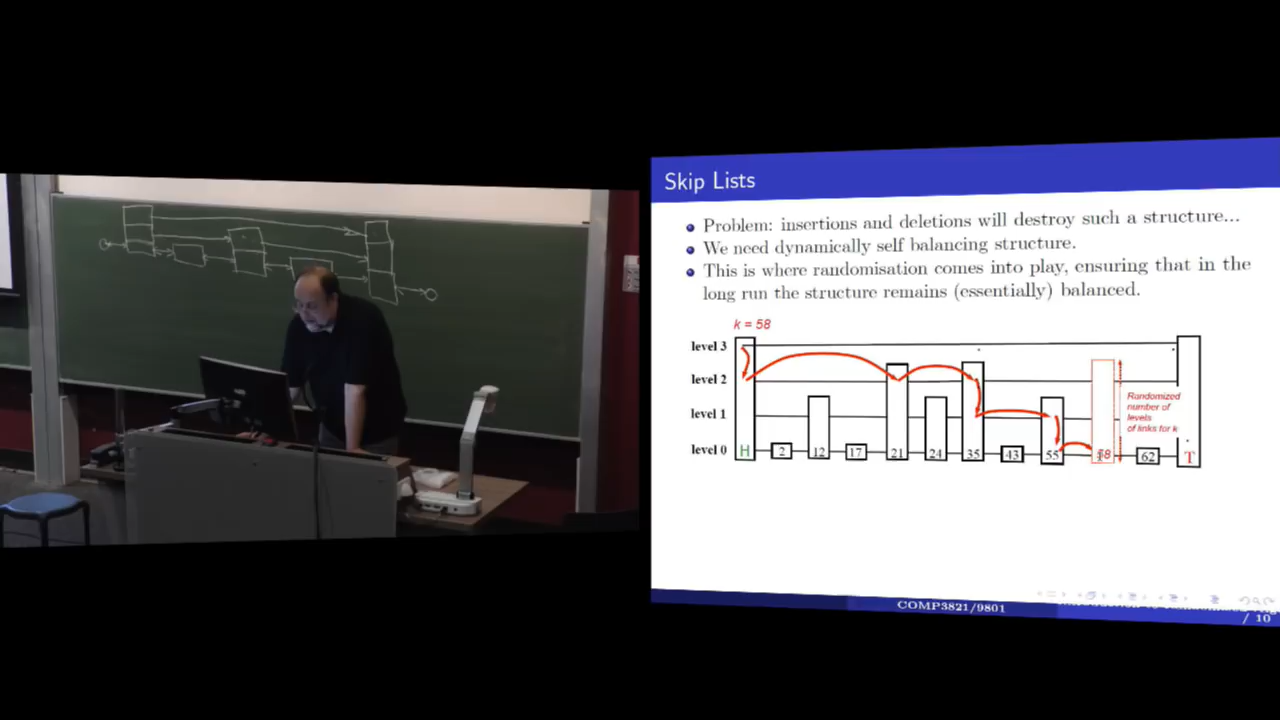 Skip Lists
Problem: insertions and deletions will destroy such a structure...
We need dynamically self balancing structure.
This is where randomisation comes into play, ensuring that in the
long run the structure remains (essentially) balanced.
k = 58
level 3
level 2
level 1
level 0
Randomized
number of
levels
of links for k
H 2 12 17 21 24 35 43 55 58 62 T
COMP3821/9801
/ 10